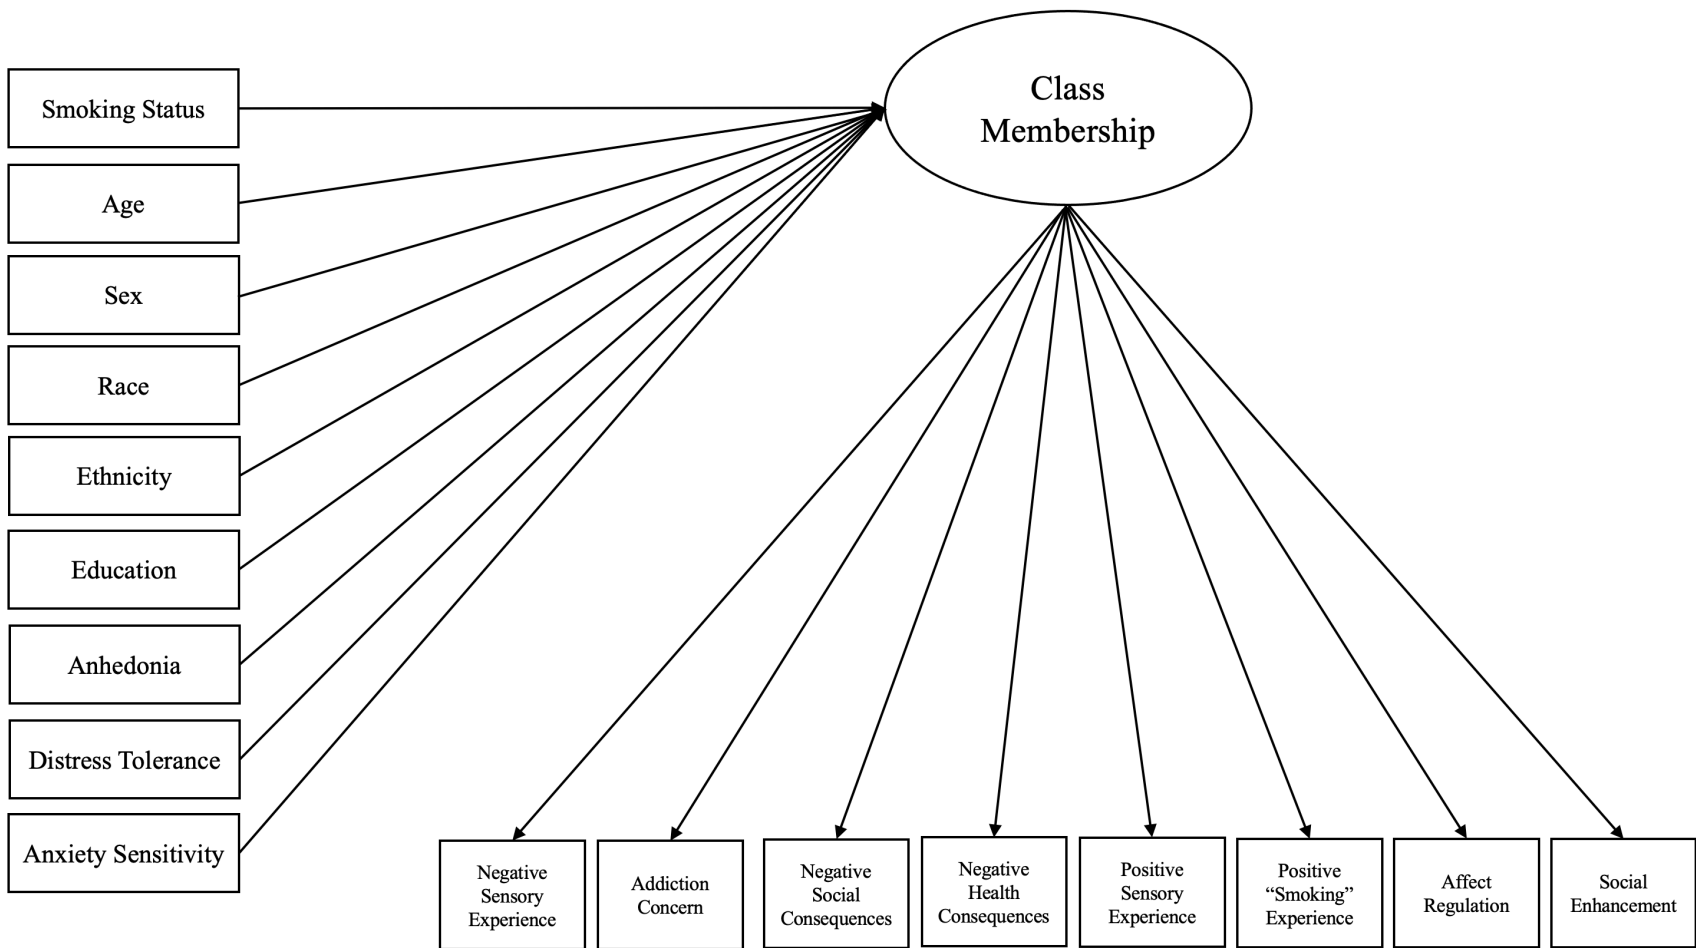 Class
Membership
Smoking Status
Age
Sex
Race
Ethnicity
Education
Anhedonia
Distress Tolerance
Anxiety Sensitivity
Negative
Sensory
Experience
Addiction
Concern
Negative
Social
Consequences
Negative
Health
Consequences
Positive
Sensory
Experience
Positive
“Smoking”
Experience
Affect
Regulation
Social
Enhancement